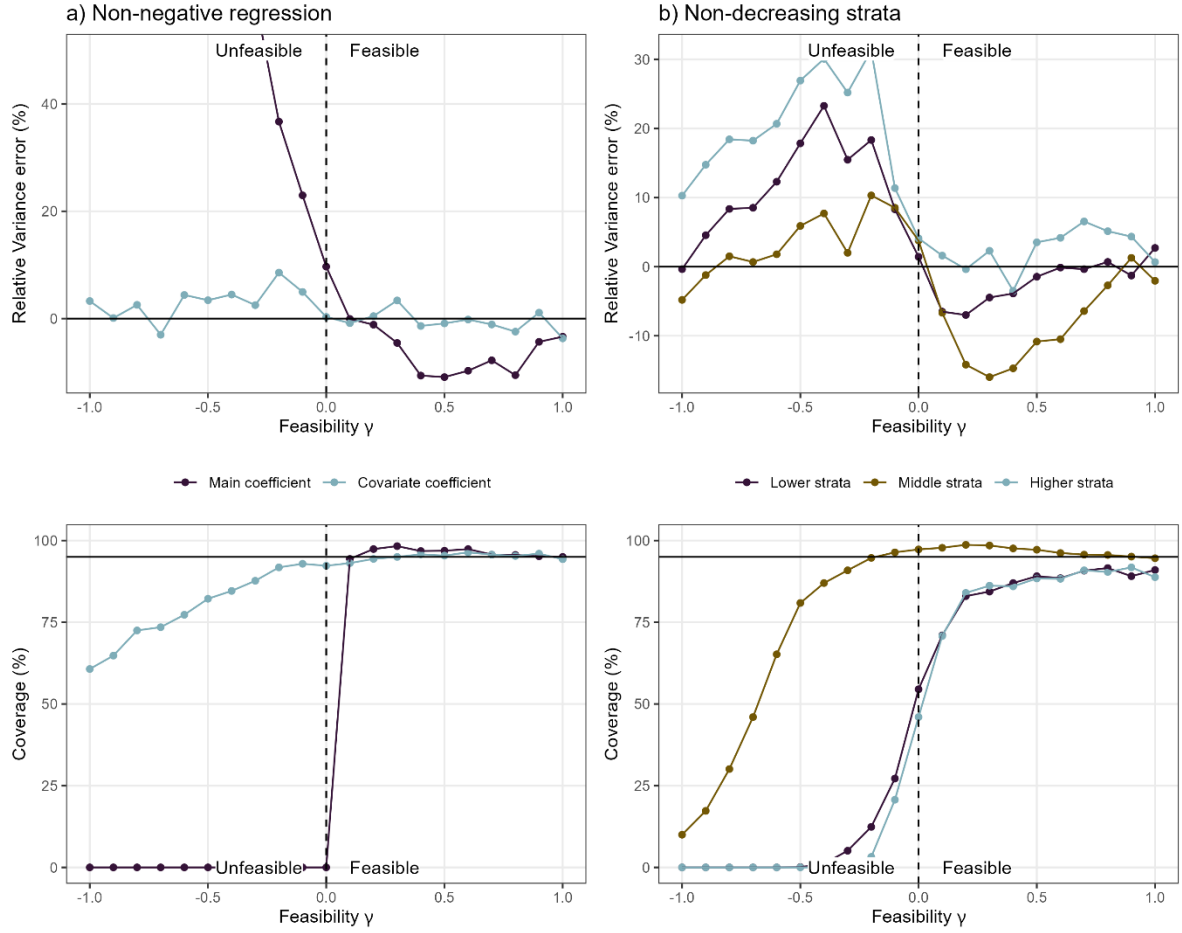 a) Non-negative regression
b) Non-decreasing strata
Unfeasible
Feasible
Relative Variance error (%)
40
20
0
-1.0
-0.5
0.0
0.5
1.0
Feasibility γ
Unfeasible
Feasible
Relative Variance error (%)
30
20
10
0
-10
-1.0
-0.5
0.0
0.5
1.0
Feasibility γ
Main coefficient
Covariate coefficient
Lower strata
Middle strata
Higher strata
Coverage (%)
100
75
50
25
0
Unfeasible
Feasible
-1.0
-0.5
0.0
0.5
1.0
Feasibility γ
Coverage (%)
100
75
50
25
0
Unfeasible
Feasible
-1.0
-0.5
0.0
0.5
1.0
Feasibility γ